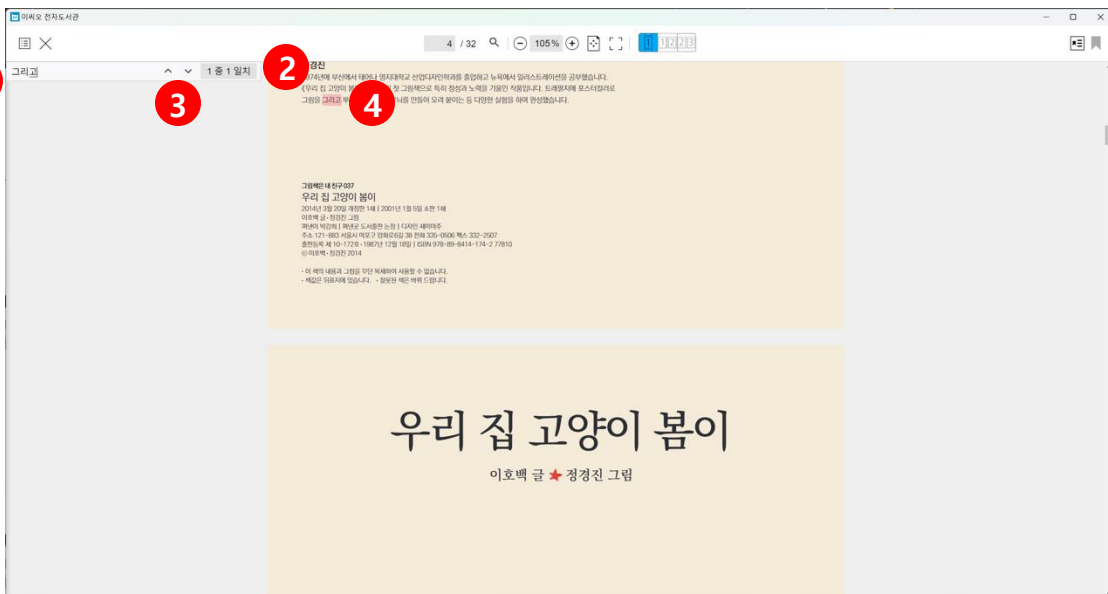 이씨오 전자도서관
4 / 32 105%
그리고 1 중 1 일치
2
3
4
경진
974년에 부산에서 태어나 명지대학교 산업디자인학과를 졸업하고 뉴욕에서 일러스트레이션을 공부했습니다.
《우리 집 고양이 봄 첫 그림책으로 특히 정성과 노력을 기울인 작품입니다. 트레팔지에 포스터컬러로
그림을 그리고 를 만들어 오려 붙이는 등 다양한 실험을 하며 완성했습니다.
그림책은 내 친구 037
우리 집 고양이 봄이
2014년 3월 20일 개정판 1쇄 | 2001년 1월 5일 초판 1쇄
이호백 글 · 정경진 그림
펴낸이 박강희 | 펴낸곳 도서출판 논장 | 디자인 새와마주
주소 121-883 서울시 마포구 양화로6길 38 전화 335-0506 팩스 332-2507
출판등록 제 10-172호 · 1987년 12월 18일 | ISBN 978-89-8414-174-2 77810
ⓒ 이호백 · 정경진 2014
· 이 책의 내용과 그림을 무단 복제하여 사용할 수 없습니다.
· 책값은 뒤표지에 있습니다. · 잘못된 책은 바꿔 드립니다.
우리 집 고양이 봄이
이호백 글 ★ 정경진 그림